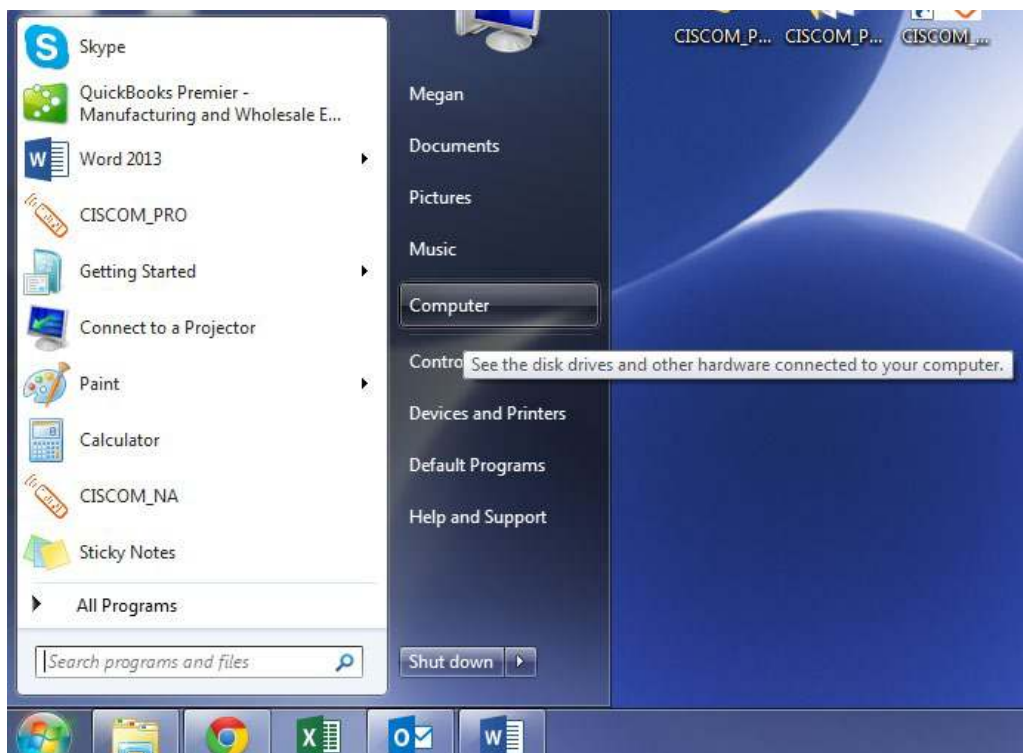 Skype
QuickBooks Premier -
Manufacturing and Wholesale E...
Word 2013
CISCOM_PRO
Getting Started
Connect to a Projector
Paint
Calculator
CISCOM_NA
Sticky Notes
All Programs
Search programs and files
Megan
Documents
Pictures
Music
Computer
Contro
See the disk drives and other hardware connected to your computer.
Devices and Printers
Default Programs
Help and Support
Shut down
CISCOM_P... CISCOM_P... CISCOM_...